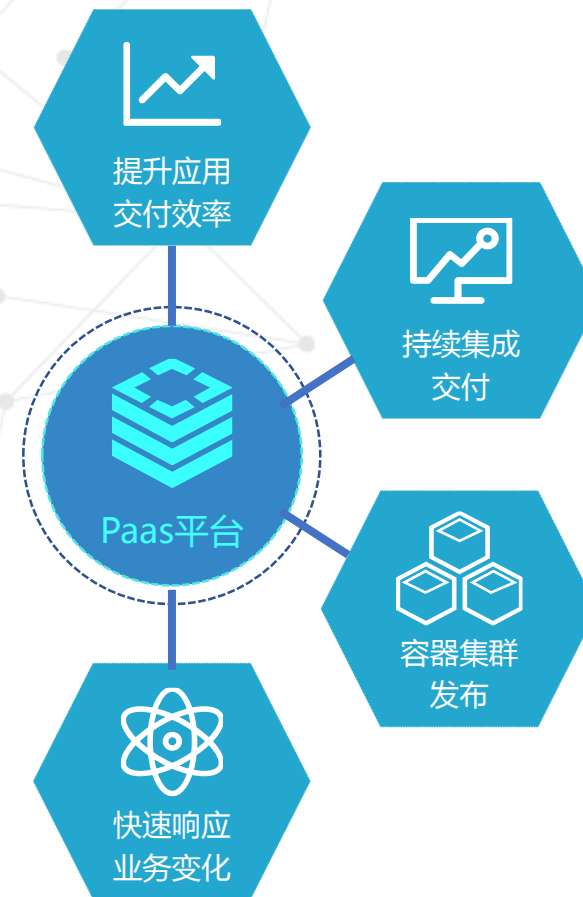 提升应用
交付效率
持续集成
交付
Paas平台
容器集群
发布
快速响应
业务变化